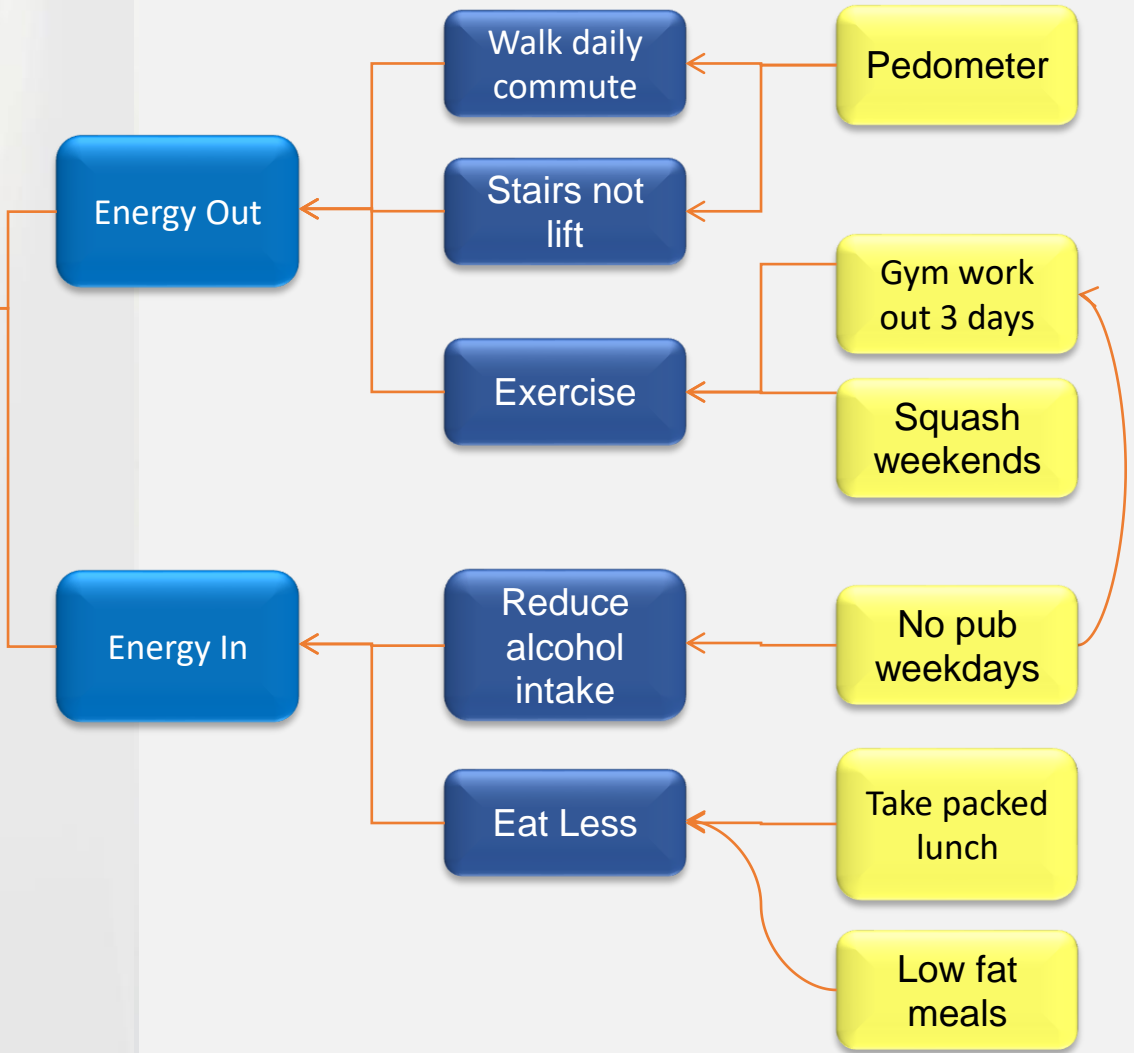 Walk daily
commute
Pedometer
Energy Out
Stairs not
lift
Gym work
out 3 days
Exercise
Squash
weekends
Energy In
Reduce
alcohol
intake
No pub
weekdays
Eat Less
Take packed
lunch
Low fat
meals